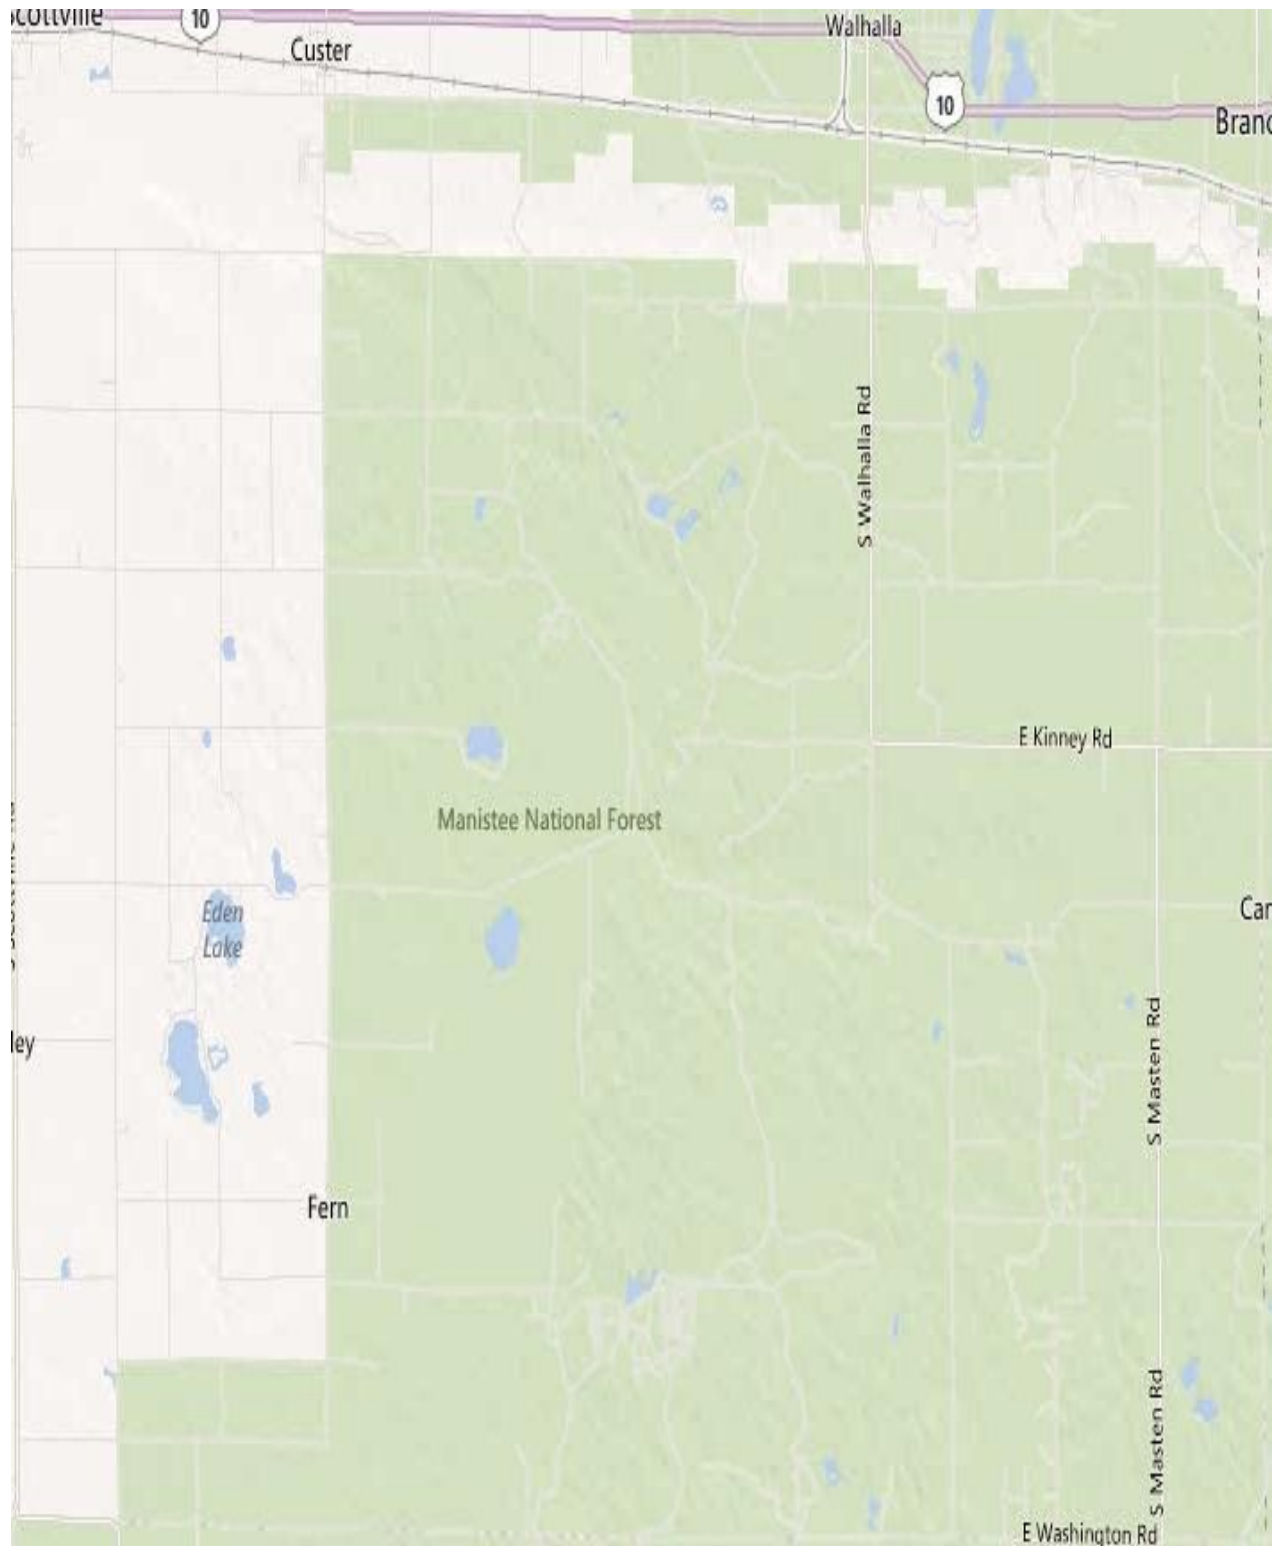 Scottville
10
Custer
Walhalla
10
Branc
S Walhalla Rd
E Kinney Rd
Manistee National Forest
Eden
Lake
Car
ley
S Masten Rd
Fern
S Masten Rd
E Washington Rd